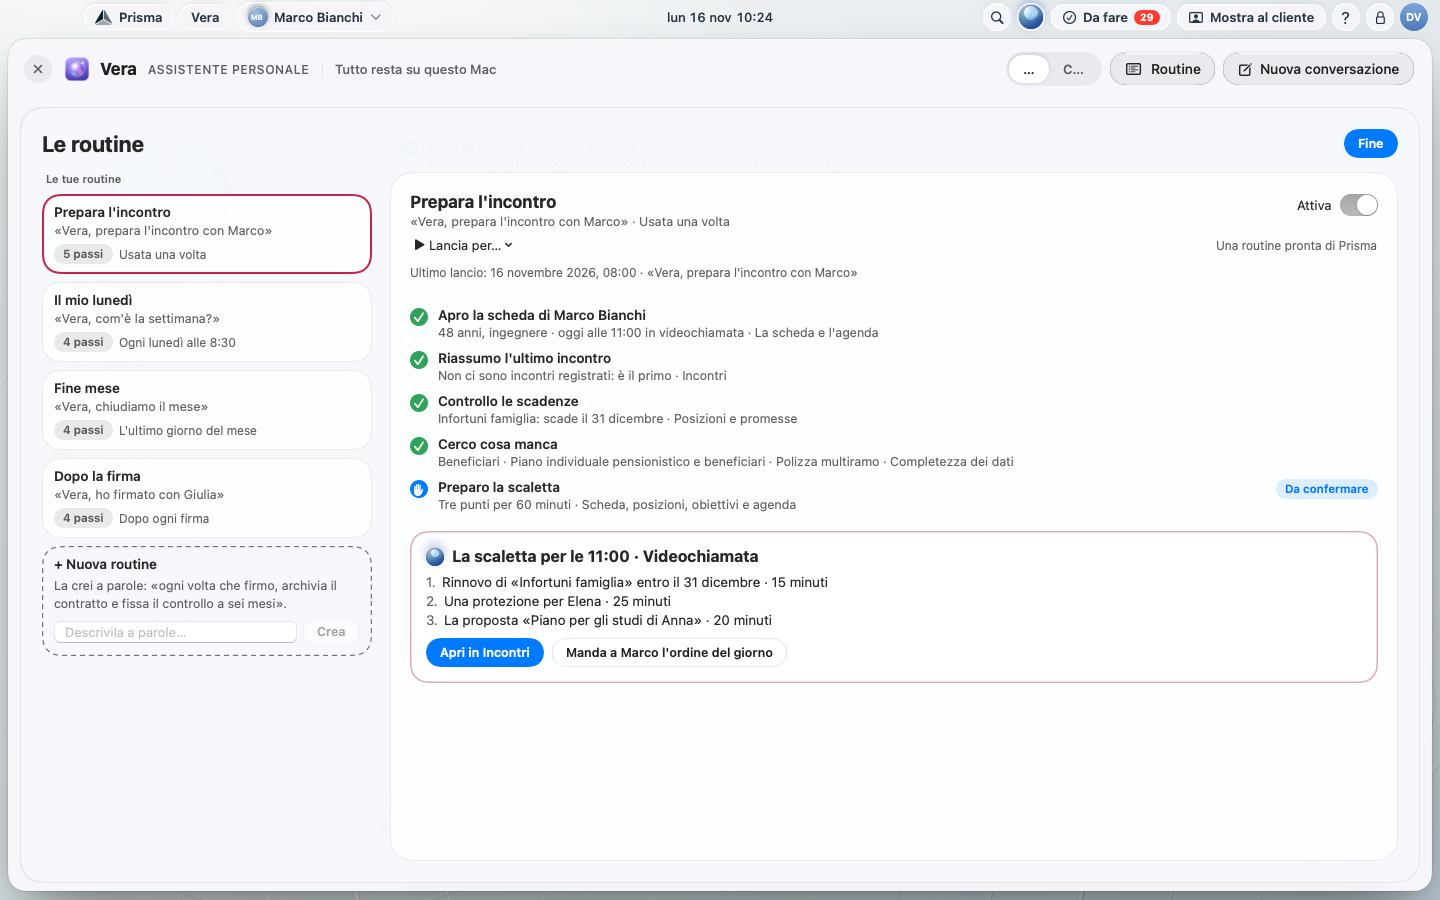 Prisma
Vera
MB Marco Bianchi
lun 16 nov 10:24
Da fare 29
Mostra al cliente
?
DV
Vera ASSISTENTE PERSONALE Tutto resta su questo Mac
...
C...
Routine
Nuova conversazione
Le routine
Fine
Le tue routine
Prepara l'incontro
«Vera, prepara l'incontro con Marco»
5 passi Usata una volta
Il mio lunedì
«Vera, com'è la settimana?»
4 passi Ogni lunedì alle 8:30
Fine mese
«Vera, chiudiamo il mese»
4 passi L'ultimo giorno del mese
Dopo la firma
«Vera, ho firmato con Giulia»
4 passi Dopo ogni firma
+ Nuova routine
La crei a parole: «ogni volta che firmo, archivia il
contratto e fissa il controllo a sei mesi».
Descrivila a parole...
Crea
Prepara l'incontro
«Vera, prepara l'incontro con Marco» · Usata una volta
Attiva
Lancia per...
Una routine pronta di Prisma
Ultimo lancio: 16 novembre 2026, 08:00 · «Vera, prepara l'incontro con Marco»
Apro la scheda di Marco Bianchi
48 anni, ingegnere · oggi alle 11:00 in videochiamata · La scheda e l'agenda
Riassumo l'ultimo incontro
Non ci sono incontri registrati: è il primo · Incontri
Controllo le scadenze
Infortuni famiglia: scade il 31 dicembre · Posizioni e promesse
Cerco cosa manca
Beneficiari · Piano individuale pensionistico e beneficiari · Polizza multiramo · Completezza dei dati
Preparo la scaletta
Tre punti per 60 minuti · Scheda, posizioni, obiettivi e agenda
Da confermare
La scaletta per le 11:00 · Videochiamata
1. Rinnovo di «Infortuni famiglia» entro il 31 dicembre · 15 minuti
2. Una protezione per Elena · 25 minuti
3. La proposta «Piano per gli studi di Anna» · 20 minuti
Apri in Incontri
Manda a Marco l'ordine del giorno